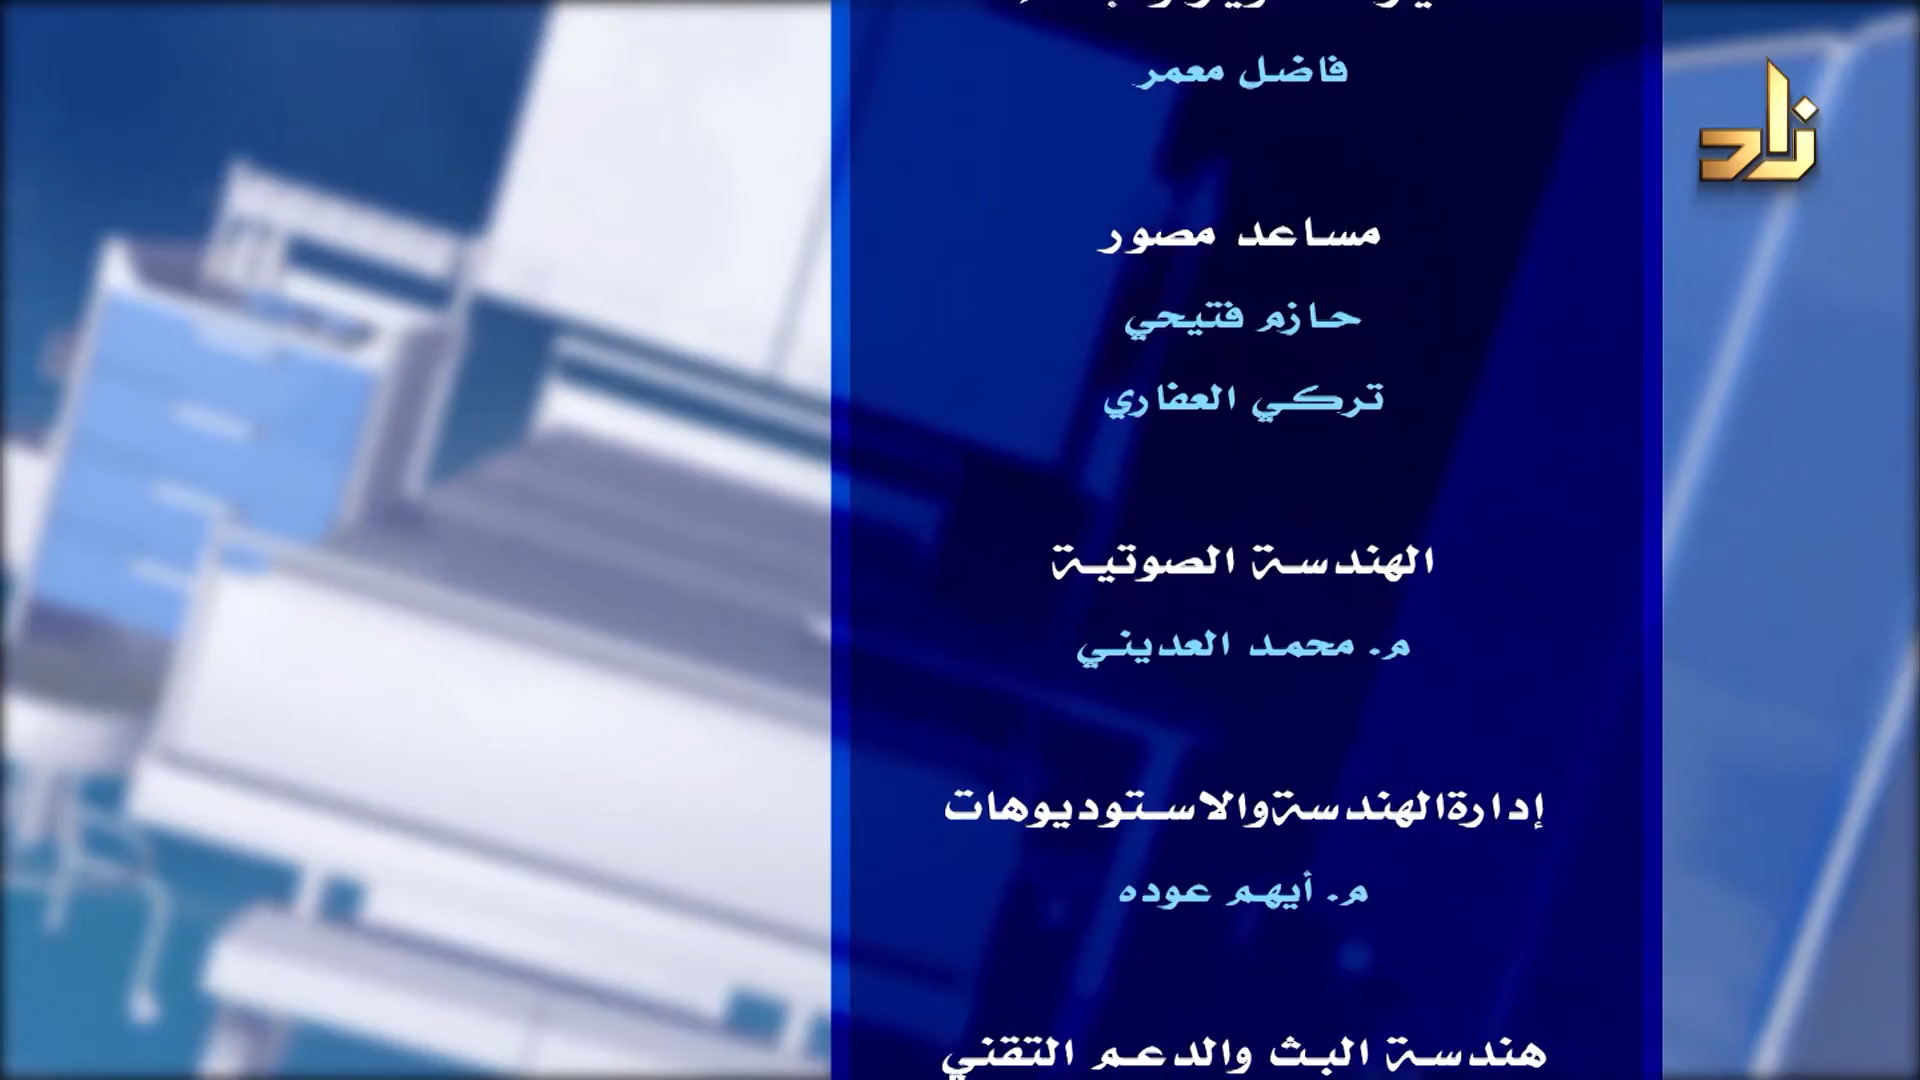 فاضل معمر
زاد
مساعد مصور
حازم فتيحي
تركي العفاري
الهندسة الصوتية
م. محمد العديني
إدارةالهندسةوالاستوديوهات
م. أيهم عوده
هندسة البث والدعم التقني